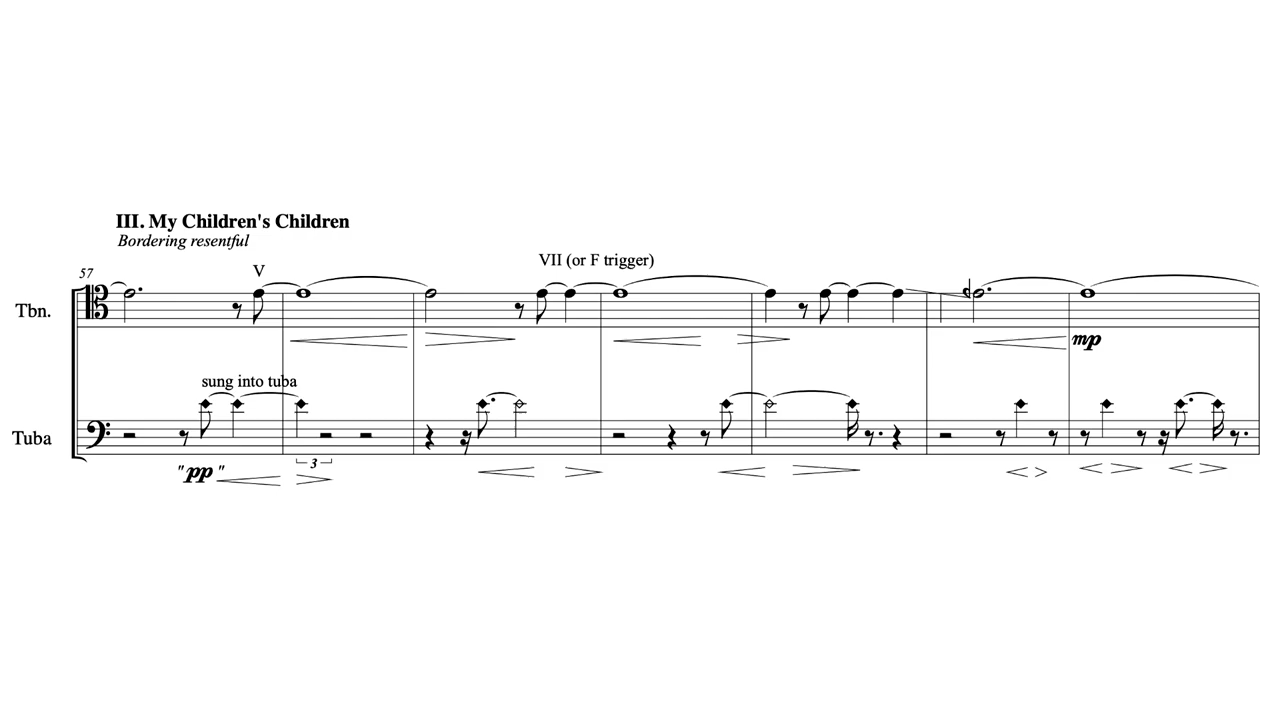 III. My Children's Children
Bordering resentful
57
V
VII (or F trigger)
Tbn.
mp
sung into tuba
Tuba
3
"pp"